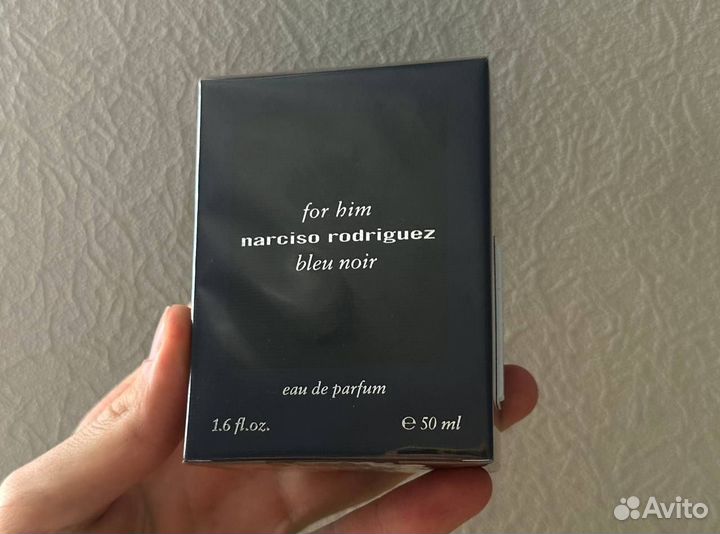 for him
narciso rodriguez
bleu noir
eau de parfum
1.6 fl.oz. ℮ 50 ml
Avito